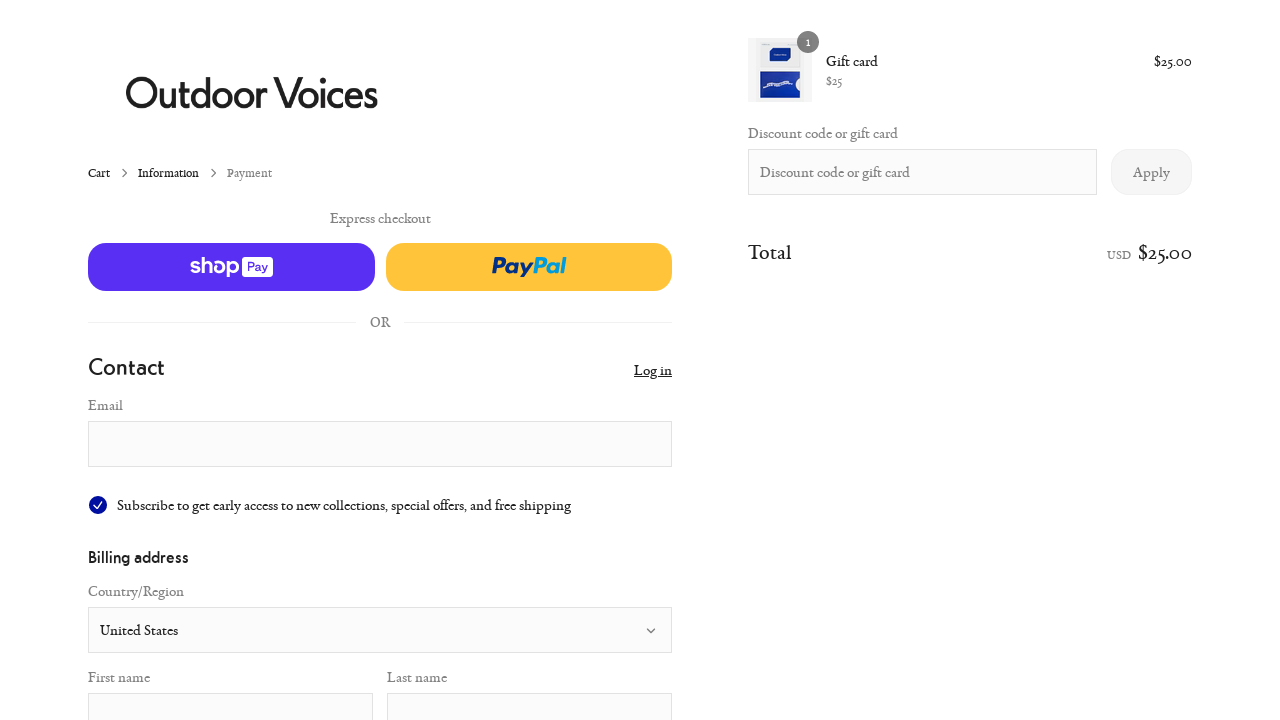 Outdoor Voices
Cart
Information
Payment
Express checkout
shop Pay
PayPal
OR
Contact
Log in
Email
Subscribe to get early access to new collections, special offers, and free shipping
Billing address
Country/Region
United States
First name
Last name
1
Gift card
$25
$25.00
Discount code or gift card
Discount code or gift card
Apply
Total
USD $25.00